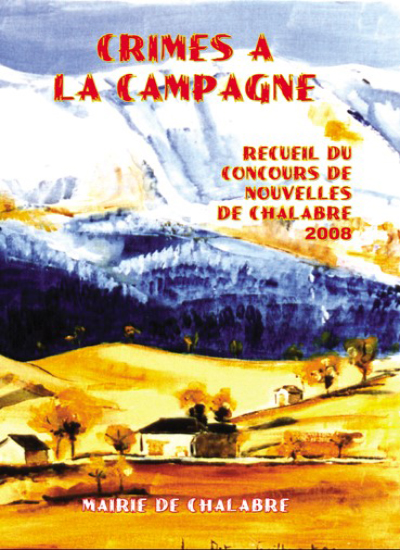 CRIMES A
LA CAMPAGNE
RECUEIL DU
CONCOURS DE
NOUVELLES
DE CHALABRE
2008
MAIRIE DE CHALABRE